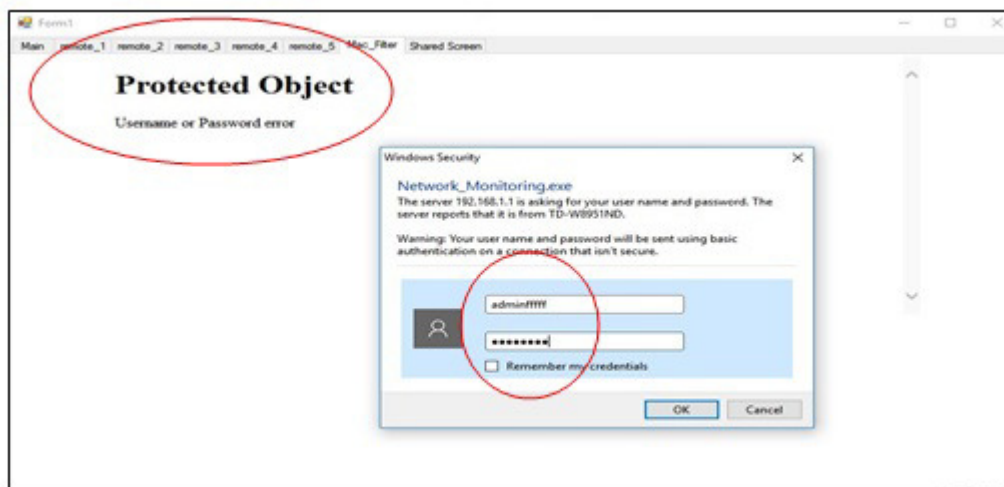 Form1
Main remote_1 remote_2 remote_3 remote_4 remote_5 Mac_Filter Shared Screen
Protected Object
Username or Password error
Windows Security
Network_Monitoring.exe
The server 192.168.1.1 is asking for your user name and password. The
server reports that it is from TD-W8951ND.
Warning: Your user name and password will be sent using basic
authentication on a connection that isn't secure.
adminfffff
••••••••
Remember my credentials
OK Cancel